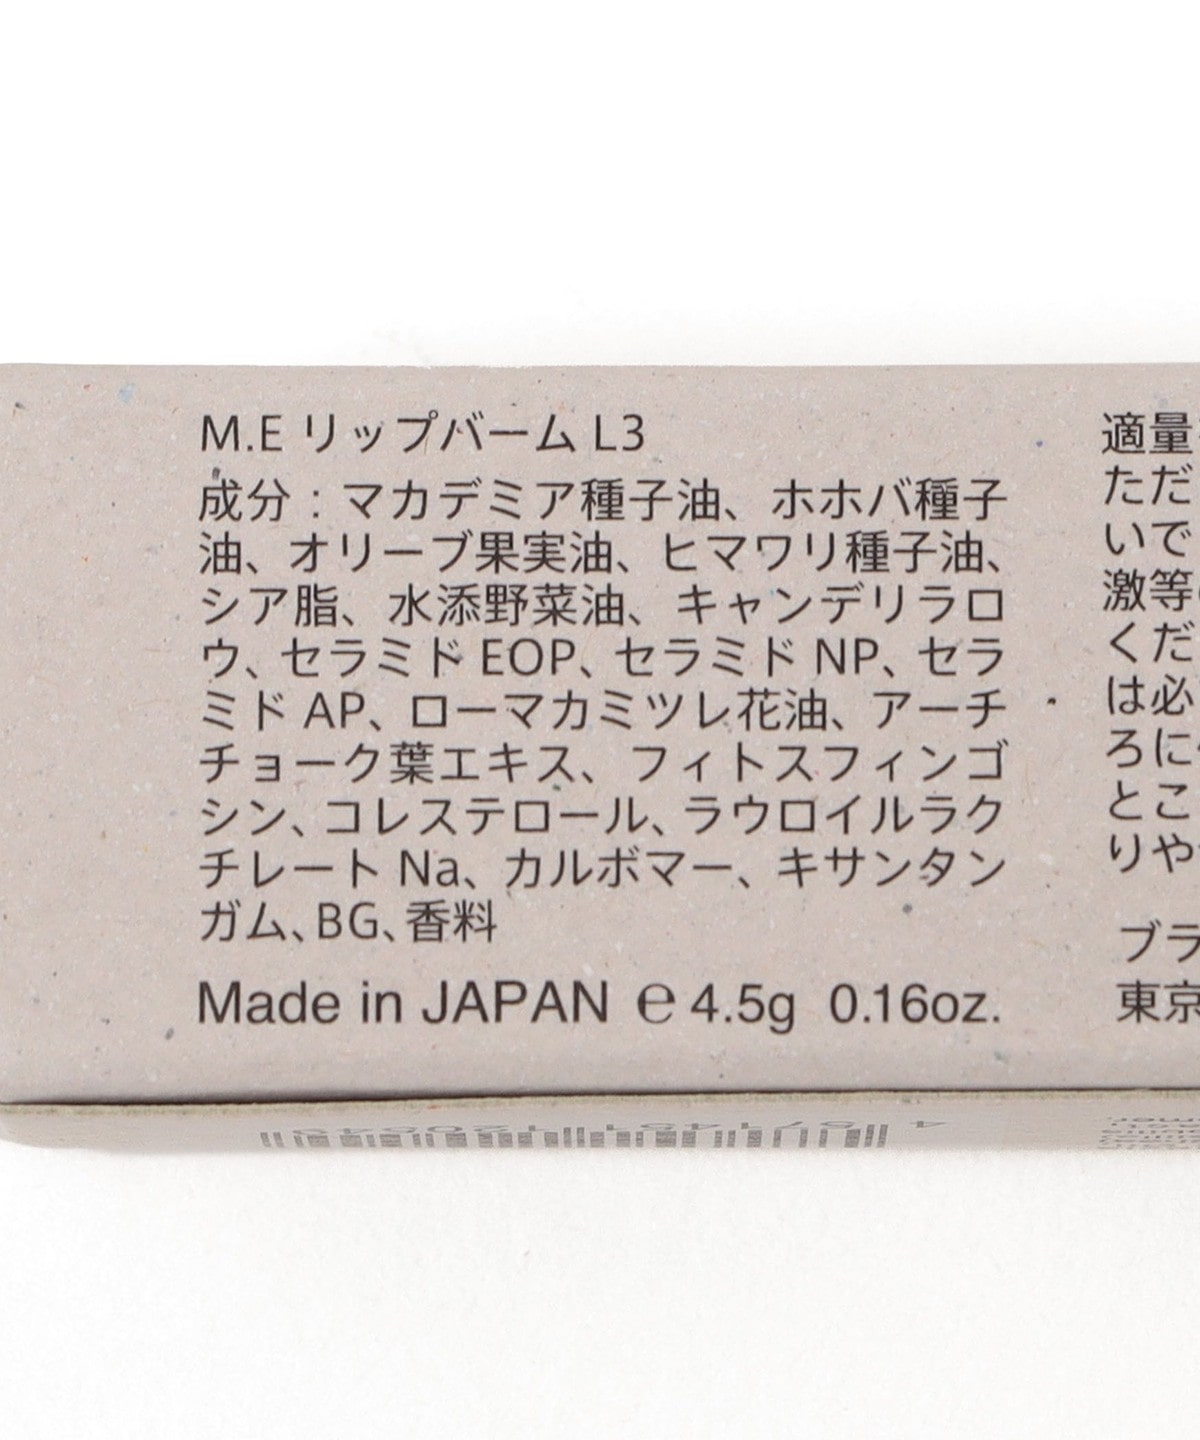 M.E リップバーム L3
成分：マカデミア種子油、ホホバ種子
油、オリーブ果実油、ヒマワリ種子油、
シア脂、水添野菜油、キャンデリラロ
ウ、セラミド EOP、セラミド NP、セラ
ミド AP、ローマカミツレ花油、アーチ
チョーク葉エキス、フィトスフィンゴ
シン、コレステロール、ラウロイルラク
チレート Na、カルボマー、キサンタン
ガム、BG、香料
Made in JAPAN ℮ 4.5g 0.16oz.
適量
ただ
いで
激等
くだ
は必
ろに
とこ
りや
ブラ
東京